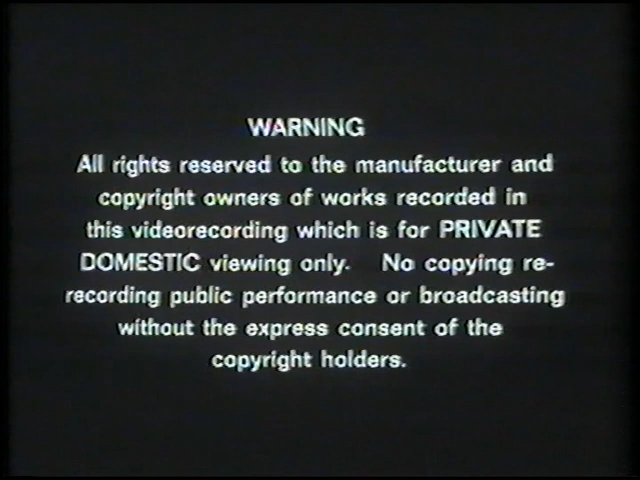 WARNING
All rights reserved to the manufacturer and
copyright owners of works recorded in
this videorecording which is for PRIVATE
DOMESTIC viewing only. No copying re-
recording public performance or broadcasting
without the express consent of the
copyright holders.